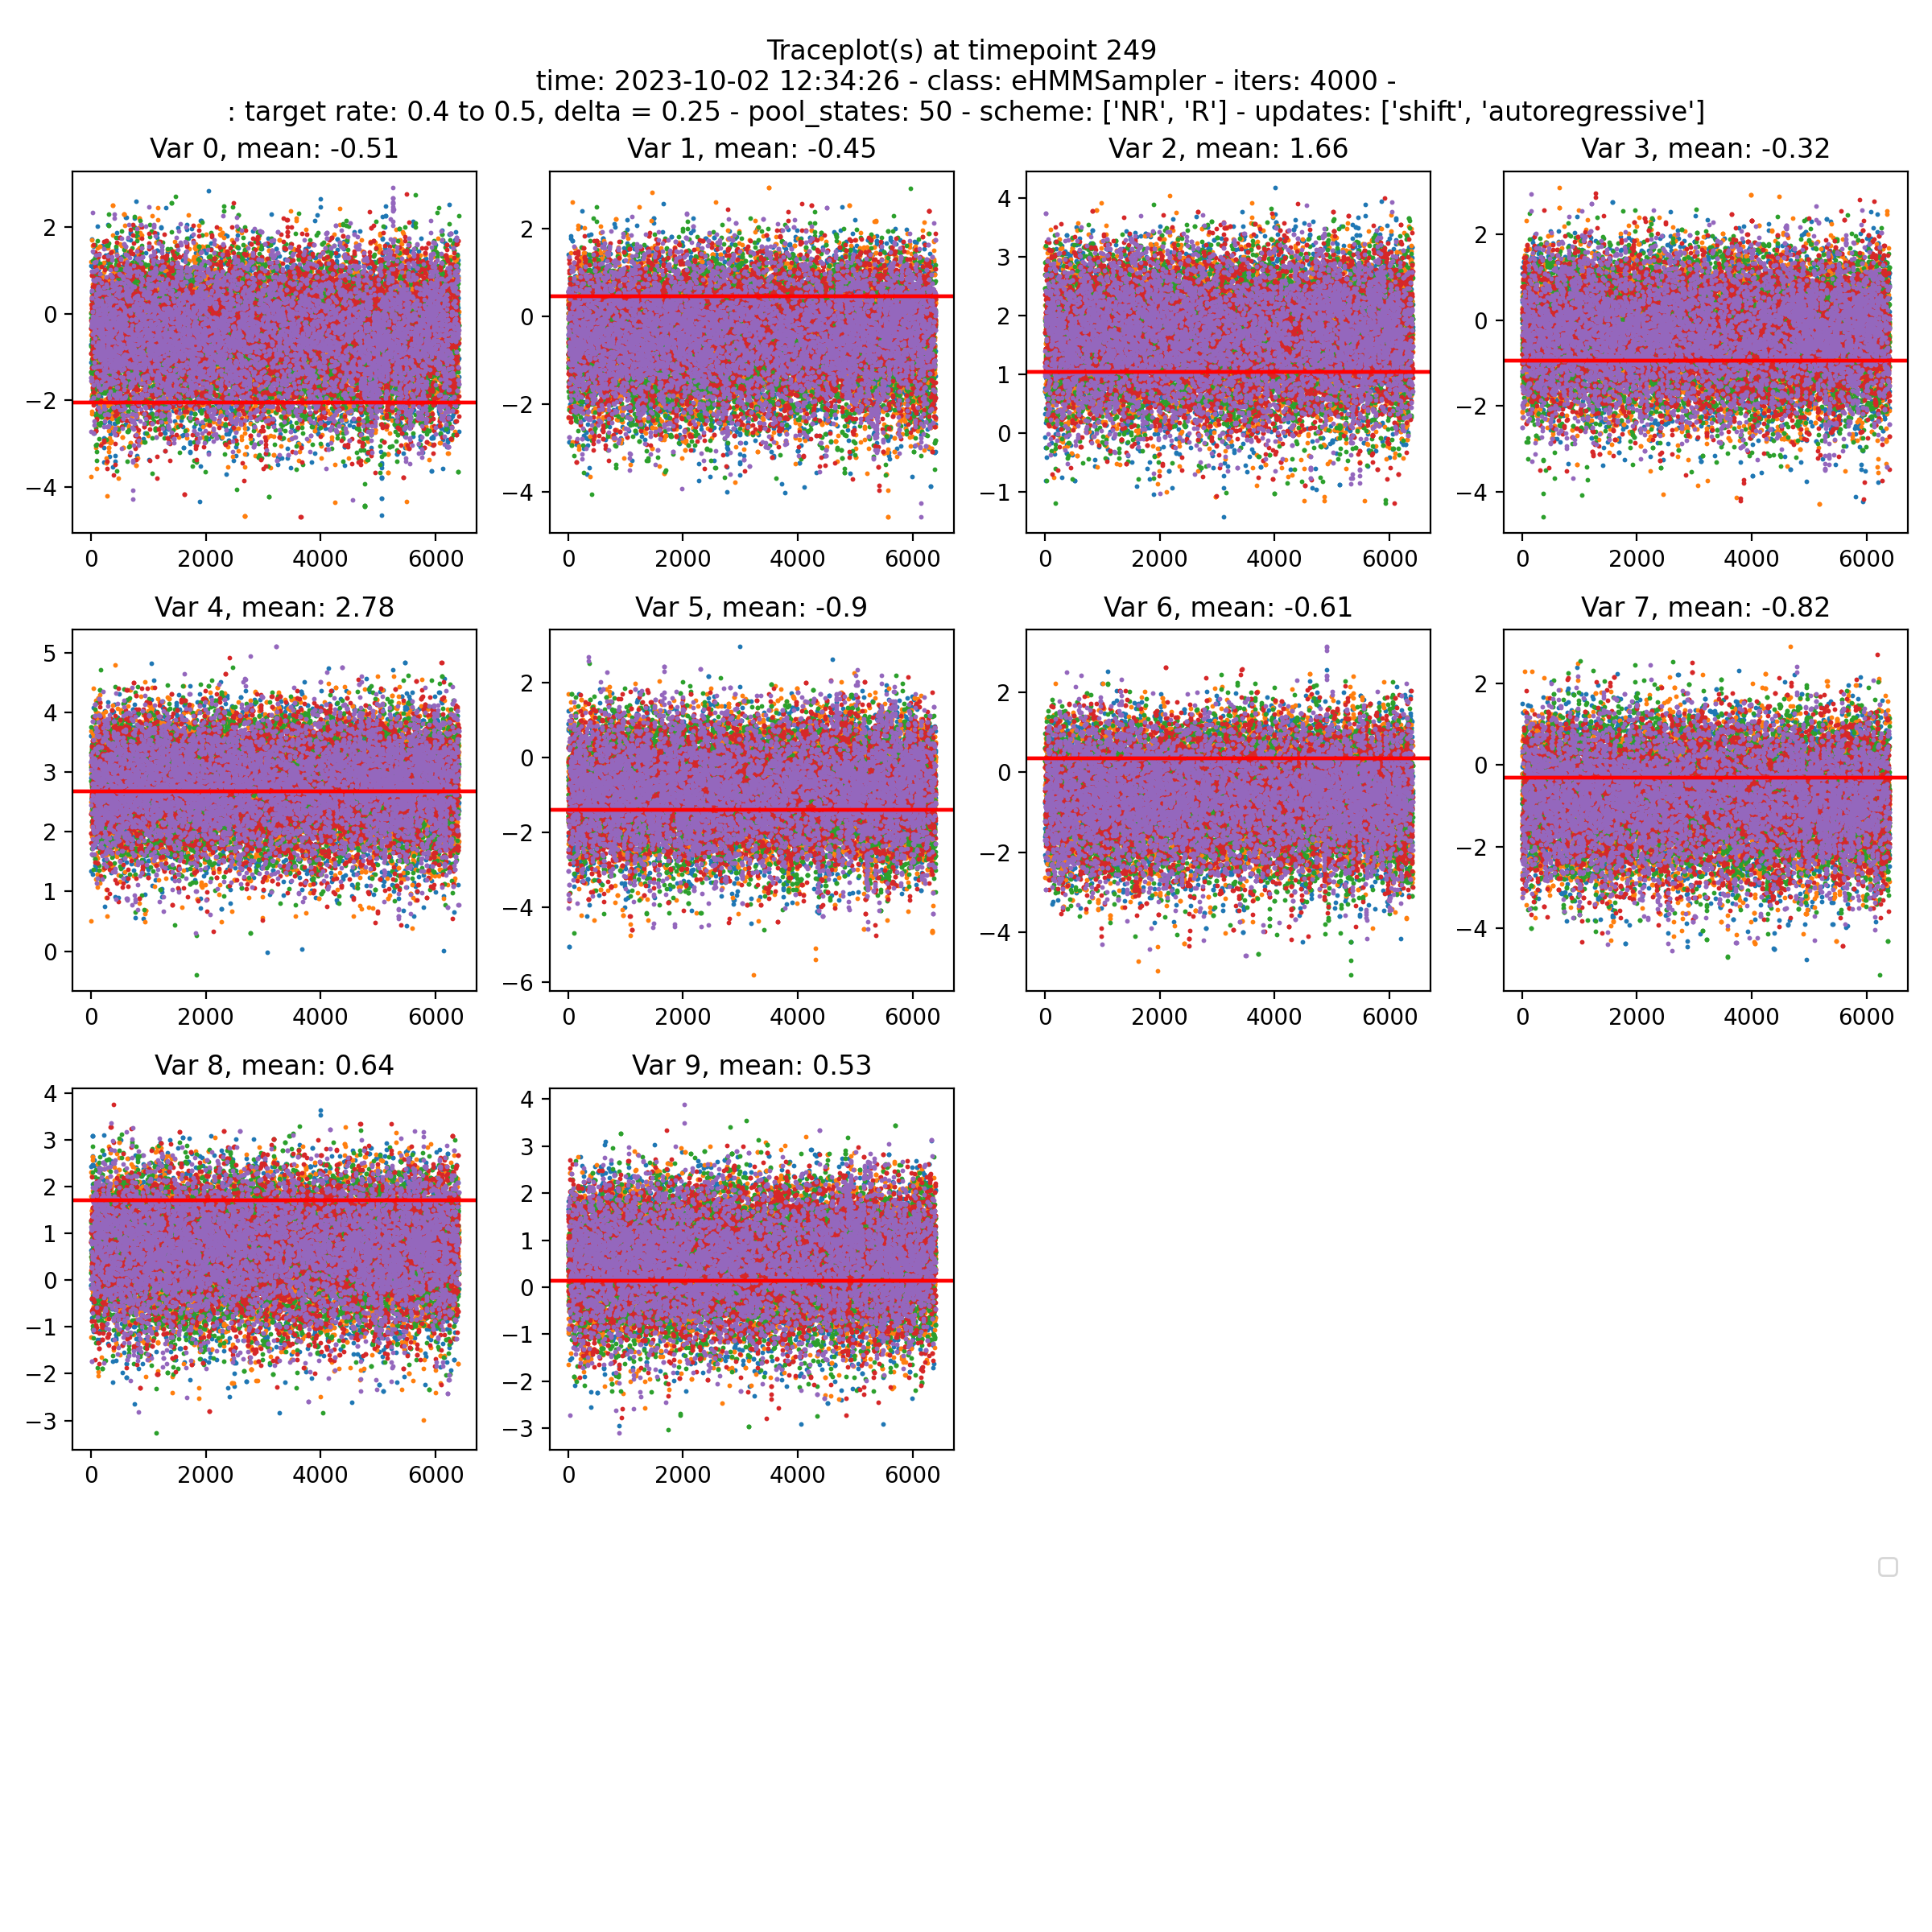 Traceplot(s) at timepoint 249
time: 2023-10-02 12:34:26 - class: eHMMSampler - iters: 4000 -
: target rate: 0.4 to 0.5, delta = 0.25 - pool_states: 50 - scheme: ['NR', 'R'] - updates: ['shift', 'autoregressive']
Var 0, mean: -0.51
2
0
−2
−4
0 2000 4000 6000
Var 1, mean: -0.45
2
0
−2
−4
0 2000 4000 6000
Var 2, mean: 1.66
4
3
2
1
0
−1
0 2000 4000 6000
Var 3, mean: -0.32
2
0
−2
−4
0 2000 4000 6000
Var 4, mean: 2.78
5
4
3
2
1
0
0 2000 4000 6000
Var 5, mean: -0.9
2
0
−2
−4
−6
0 2000 4000 6000
Var 6, mean: -0.61
2
0
−2
−4
0 2000 4000 6000
Var 7, mean: -0.82
2
0
−2
−4
0 2000 4000 6000
Var 8, mean: 0.64
4
3
2
1
0
−1
−2
−3
0 2000 4000 6000
Var 9, mean: 0.53
4
3
2
1
0
−1
−2
−3
0 2000 4000 6000